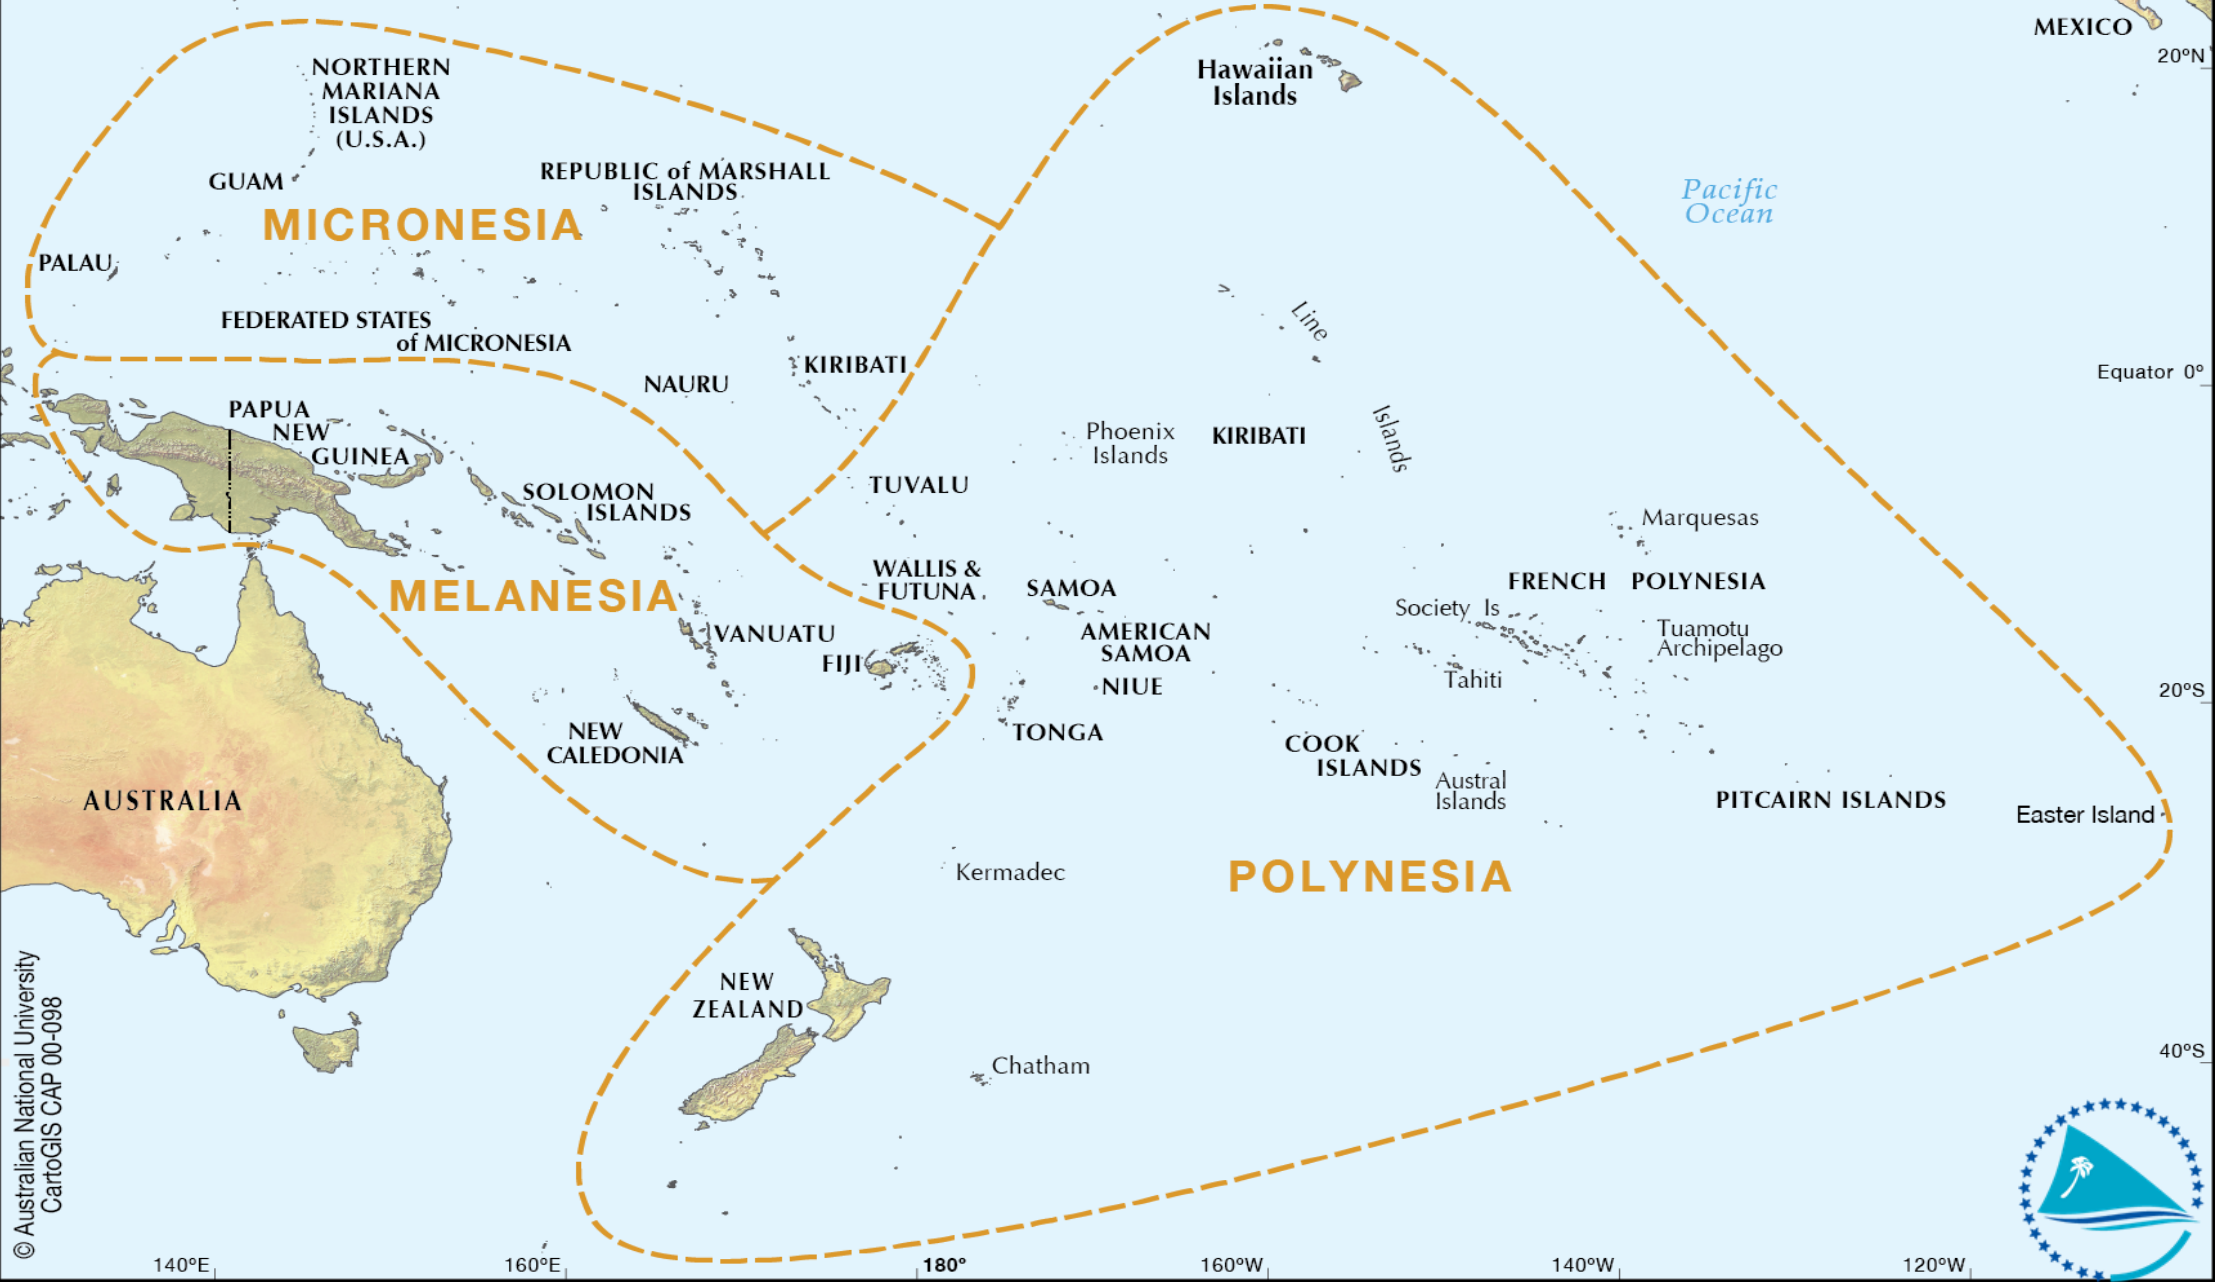 MEXICO
20°N
NORTHERN
MARIANA
ISLANDS
(U.S.A.)
Hawaiian
Islands
GUAM
REPUBLIC of MARSHALL
ISLANDS
Pacific
Ocean
MICRONESIA
PALAU
FEDERATED STATES
of MICRONESIA
Line
Islands
KIRIBATI
NAURU
Equator 0°
PAPUA
NEW
GUINEA
Phoenix
Islands
KIRIBATI
TUVALU
SOLOMON
ISLANDS
Marquesas
WALLIS &
FUTUNA
SAMOA
FRENCH POLYNESIA
MELANESIA
Society Is
VANUATU
AMERICAN
SAMOA
Tuamotu
Archipelago
FIJI
NIUE
Tahiti
20°S
NEW
CALEDONIA
TONGA
COOK
ISLANDS
Austral
Islands
AUSTRALIA
PITCAIRN ISLANDS
Easter Island
Kermadec
POLYNESIA
NEW
ZEALAND
Chatham
40°S
© Australian National University
CartoGIS CAP 00-098
140°E
160°E
180°
160°W
140°W
120°W